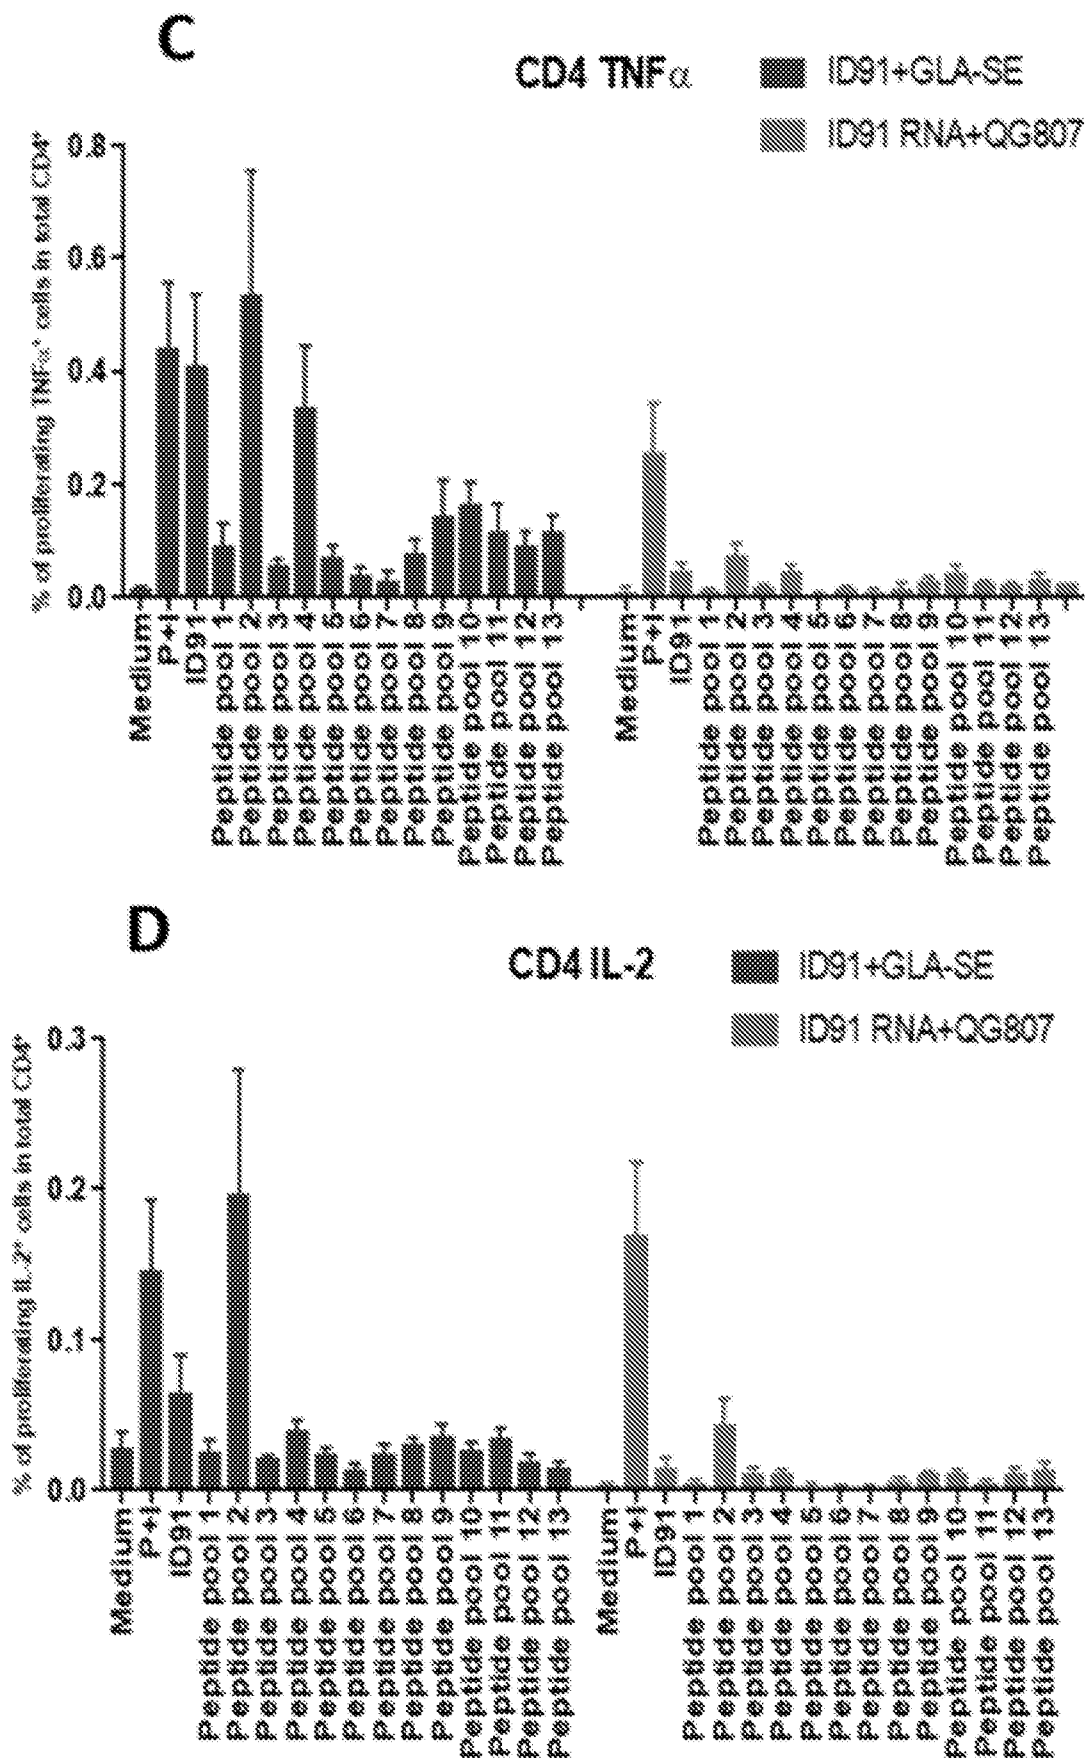 C
CD4 TNFα
ID91+GLA-SE
ID91 RNA+QG807
% of proliferating TNFα⁺ cells in total CD4⁺
0.8
0.6
0.4
0.2
0.0
Medium
P+I
ID91
Peptide pool 1
Peptide pool 2
Peptide pool 3
Peptide pool 4
Peptide pool 5
Peptide pool 6
Peptide pool 7
Peptide pool 8
Peptide pool 9
Peptide pool 10
Peptide pool 11
Peptide pool 12
Peptide pool 13
Medium
P+I
ID91
Peptide pool 1
Peptide pool 2
Peptide pool 3
Peptide pool 4
Peptide pool 5
Peptide pool 6
Peptide pool 7
Peptide pool 8
Peptide pool 9
Peptide pool 10
Peptide pool 11
Peptide pool 12
Peptide pool 13
D
CD4 IL-2
ID91+GLA-SE
ID91 RNA+QG807
% of proliferating IL-2⁺ cells in total CD4⁺
0.3
0.2
0.1
0.0
Medium
P+I
ID91
Peptide pool 1
Peptide pool 2
Peptide pool 3
Peptide pool 4
Peptide pool 5
Peptide pool 6
Peptide pool 7
Peptide pool 8
Peptide pool 9
Peptide pool 10
Peptide pool 11
Peptide pool 12
Peptide pool 13
Medium
P+I
ID91
Peptide pool 1
Peptide pool 2
Peptide pool 3
Peptide pool 4
Peptide pool 5
Peptide pool 6
Peptide pool 7
Peptide pool 8
Peptide pool 9
Peptide pool 10
Peptide pool 11
Peptide pool 12
Peptide pool 13